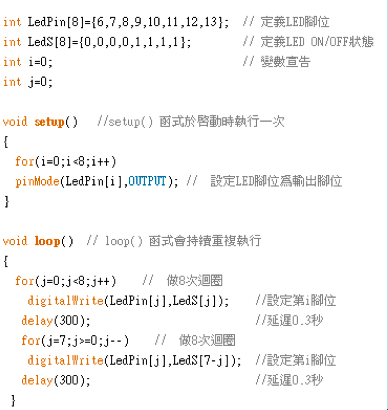 int LedPin[8]={6,7,8,9,10,11,12,13};    // 定義LED腳位
int LedS[8]={0,0,0,0,1,1,1,1};        // 定義LED ON/OFF狀態
int i=0;                              // 變數宣告
int j=0;
void setup()   //setup() 函式於啓動時執行一次
{
for(i=0;i<8;i++)
pinMode(LedPin[i],OUTPUT); //  設定LED腳位爲輸出腳位
}
void loop()  // loop() 函式會持續重複執行
{
for(j=0;j<8;j++)    //  做8次迴圈
digitalWrite(LedPin[j],LedS[j]);    //設定第i腳位
delay(300);                         //延遲0.3秒
for(j=7;j>=0;j--)    //  做8次迴圈
digitalWrite(LedPin[j],LedS[7-j]);  //設定第i腳位
delay(300);                         //延遲0.3秒
}